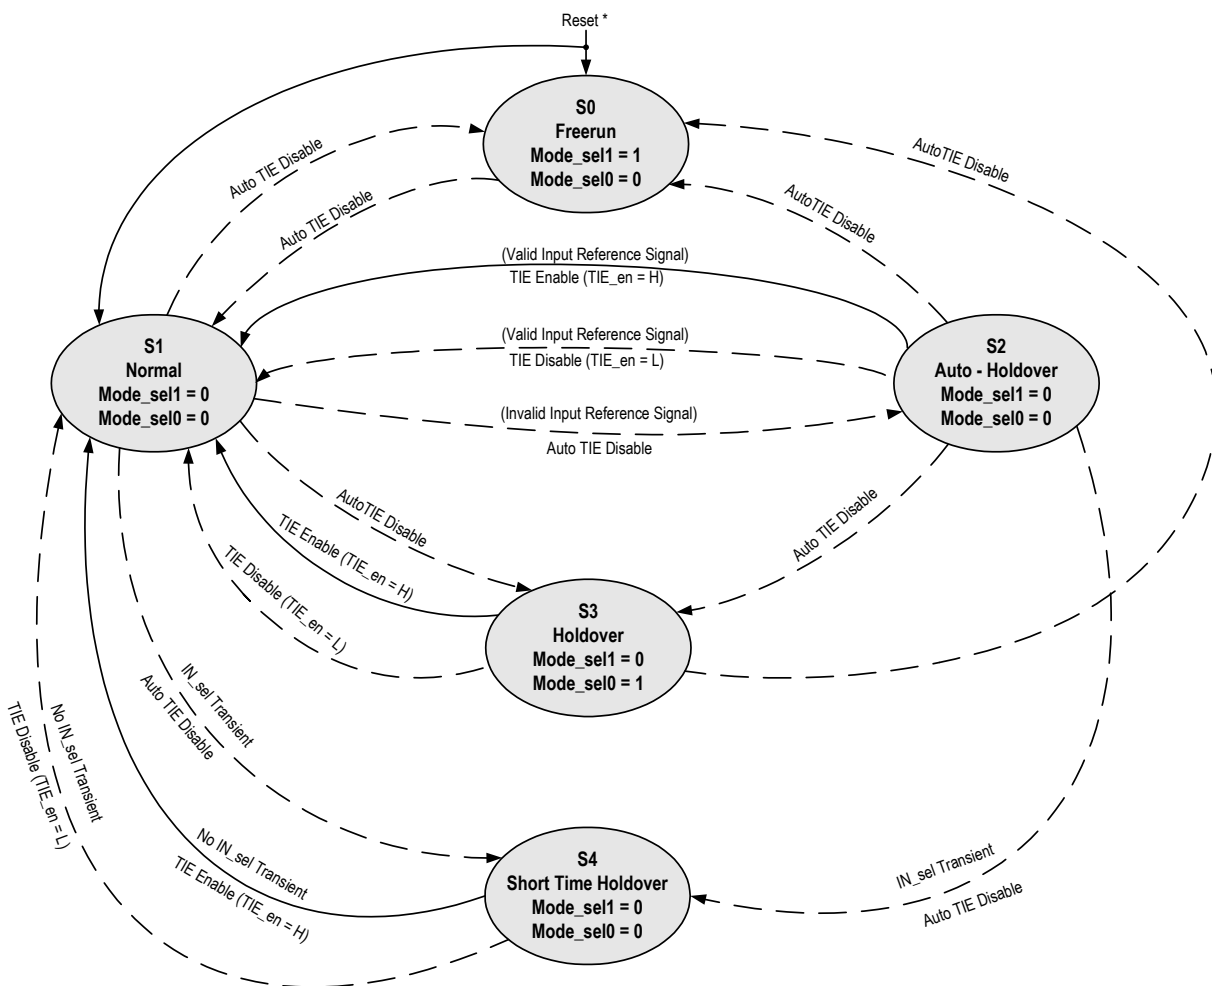 Reset *
S0
Freerun
Mode_sel1 = 1
Mode_sel0 = 0
Auto TIE Disable
Auto TIE Disable
AutoTIE Disable
AutoTIE Disable
(Valid Input Reference Signal)
TIE Enable (TIE_en = H)
S1
Normal
Mode_sel1 = 0
Mode_sel0 = 0
(Valid Input Reference Signal)
TIE Disable (TIE_en = L)
S2
Auto - Holdover
Mode_sel1 = 0
Mode_sel0 = 0
(Invalid Input Reference Signal)
Auto TIE Disable
AutoTIE Disable
TIE Enable (TIE_en = H)
TIE Disable (TIE_en = L)
Auto TIE Disable
S3
Holdover
Mode_sel1 = 0
Mode_sel0 = 1
IN_sel Transient
Auto TIE Disable
No IN_sel Transient
TIE Disable (TIE_en = L)
No IN_sel Transient
TIE Enable (TIE_en = H)
S4
Short Time Holdover
Mode_sel1 = 0
Mode_sel0 = 0
IN_sel Transient
Auto TIE Disable